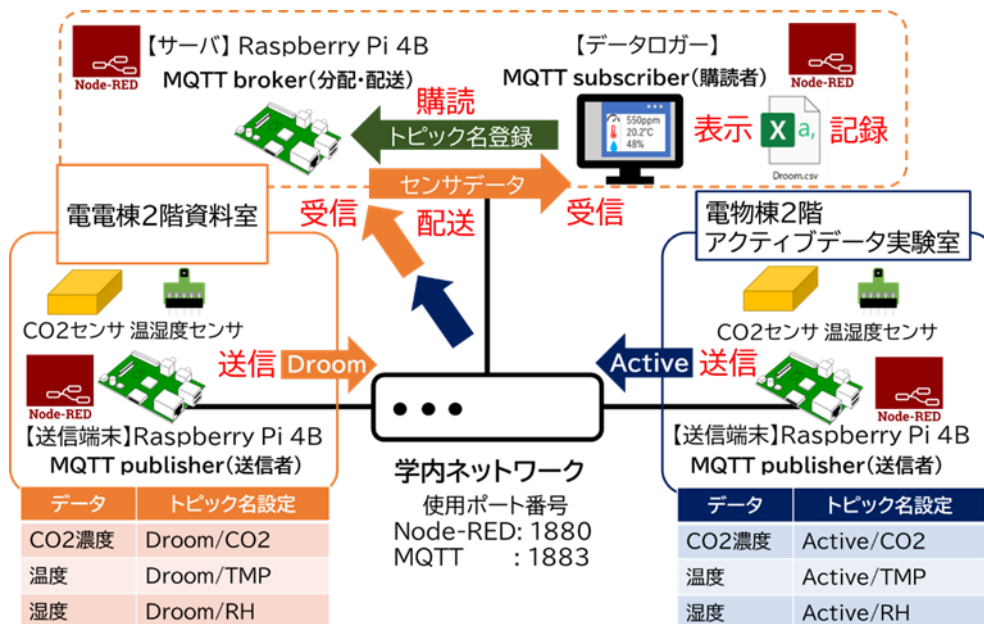 【サーバ】 Raspberry Pi 4B
MQTT broker(分配・配送)
Node-RED
【データロガー】
MQTT subscriber(購読者)
Node-RED
購読
トピック名登録
センサデータ
配送
受信
受信
550ppm
20.2℃
48%
表示
a,
記録
Droom.csv
電電棟2階資料室
CO2センサ 温湿度センサ
送信
Droom
Node-RED
【送信端末】Raspberry Pi 4B
MQTT publisher(送信者)
データ トピック名設定
CO2濃度 Droom/CO2
温度 Droom/TMP
湿度 Droom/RH
学内ネットワーク
使用ポート番号
Node-RED: 1880
MQTT : 1883
電物棟2階
アクティブデータ実験室
CO2センサ 温湿度センサ
Active
送信
Node-RED
【送信端末】Raspberry Pi 4B
MQTT publisher(送信者)
データ トピック名設定
CO2濃度 Active/CO2
温度 Active/TMP
湿度 Active/RH